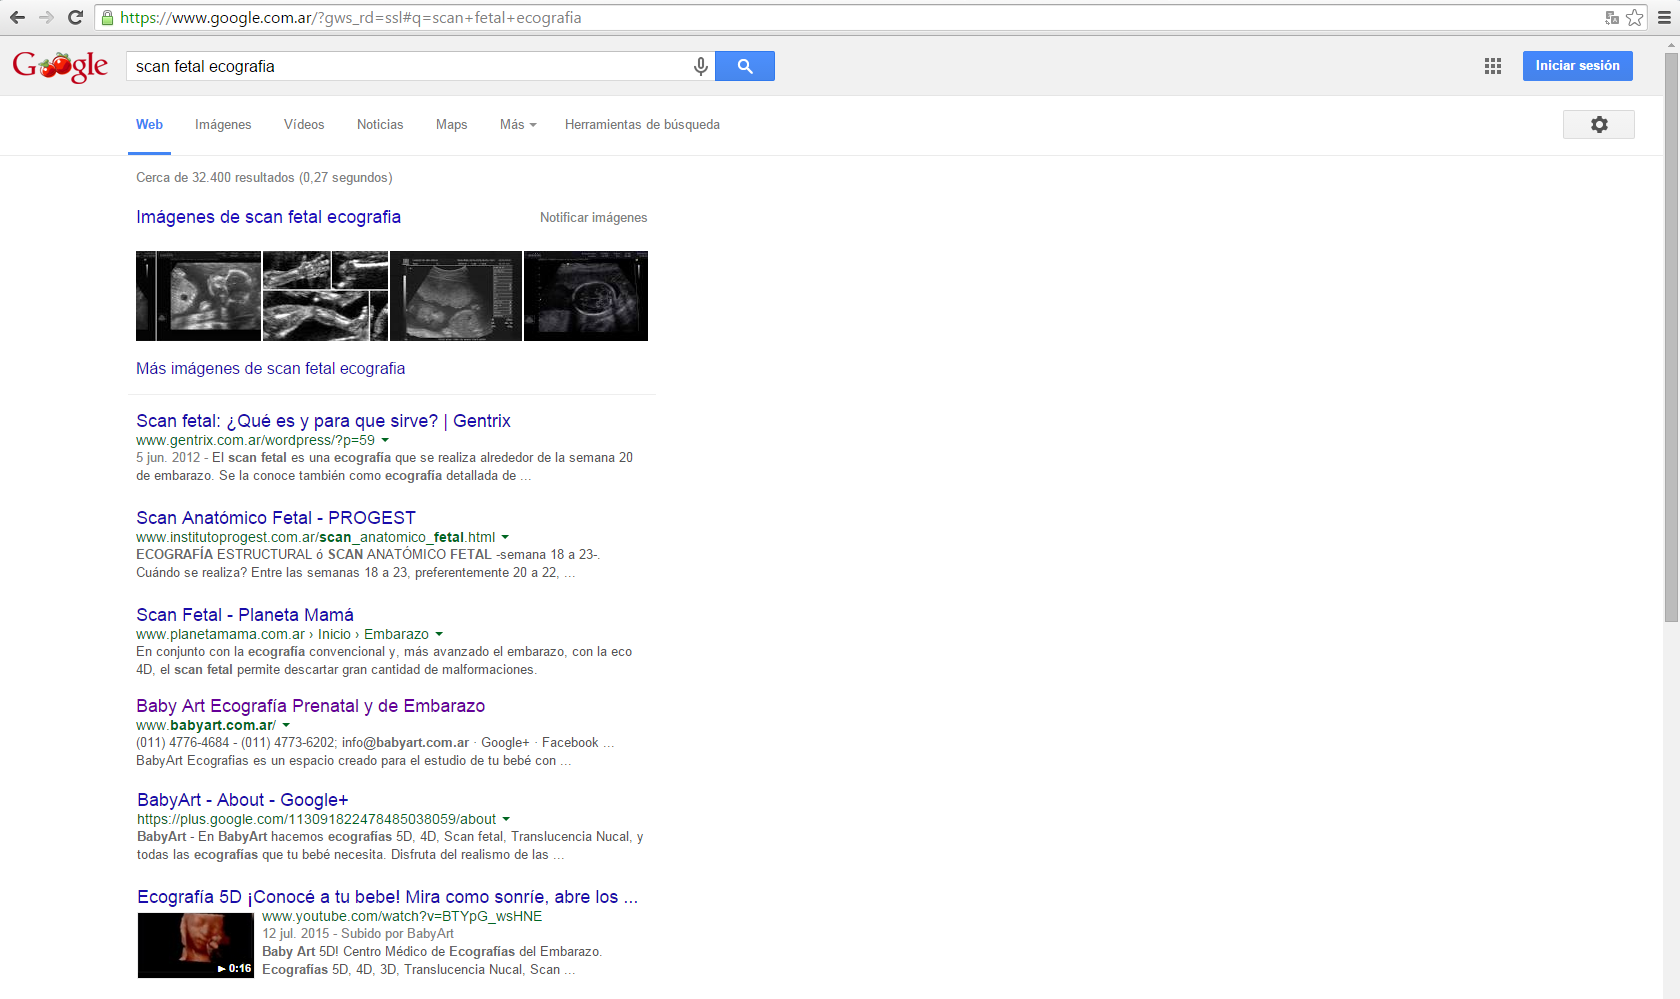 https://www.google.com.ar/?gws_rd=ssl#q=scan+fetal+ecografia
Google
scan fetal ecografia
Iniciar sesión
Web Imágenes Vídeos Noticias Maps Más Herramientas de búsqueda
Cerca de 32.400 resultados (0,27 segundos)
Imágenes de scan fetal ecografia
Notificar imágenes
Más imágenes de scan fetal ecografia
Scan fetal: ¿Qué es y para que sirve? | Gentrix
www.gentrix.com.ar/wordpress/?p=59
5 jun. 2012 - El scan fetal es una ecografía que se realiza alrededor de la semana 20
de embarazo. Se la conoce también como ecografía detallada de ...
Scan Anatómico Fetal - PROGEST
www.institutoprogest.com.ar/scan_anatomico_fetal.html
ECOGRAFÍA ESTRUCTURAL ó SCAN ANATÓMICO FETAL -semana 18 a 23-.
Cuándo se realiza? Entre las semanas 18 a 23, preferentemente 20 a 22, ...
Scan Fetal - Planeta Mamá
www.planetamama.com.ar › Inicio › Embarazo
En conjunto con la ecografía convencional y, más avanzado el embarazo, con la eco
4D, el scan fetal permite descartar gran cantidad de malformaciones.
Baby Art Ecografía Prenatal y de Embarazo
www.babyart.com.ar/
(011) 4776-4684 - (011) 4773-6202; info@babyart.com.ar · Google+ · Facebook ...
BabyArt Ecografias es un espacio creado para el estudio de tu bebé con ...
BabyArt - About - Google+
https://plus.google.com/113091822478485038059/about
BabyArt - En BabyArt hacemos ecografías 5D, 4D, Scan fetal, Translucencia Nucal, y
todas las ecografías que tu bebé necesita. Disfruta del realismo de las ...
Ecografía 5D ¡Conocé a tu bebe! Mira como sonríe, abre los ...
www.youtube.com/watch?v=BTYpG_wsHNE
12 jul. 2015 - Subido por BabyArt
Baby Art 5D! Centro Médico de Ecografías del Embarazo.
Ecografías 5D, 4D, 3D, Translucencia Nucal, Scan ...
0:16